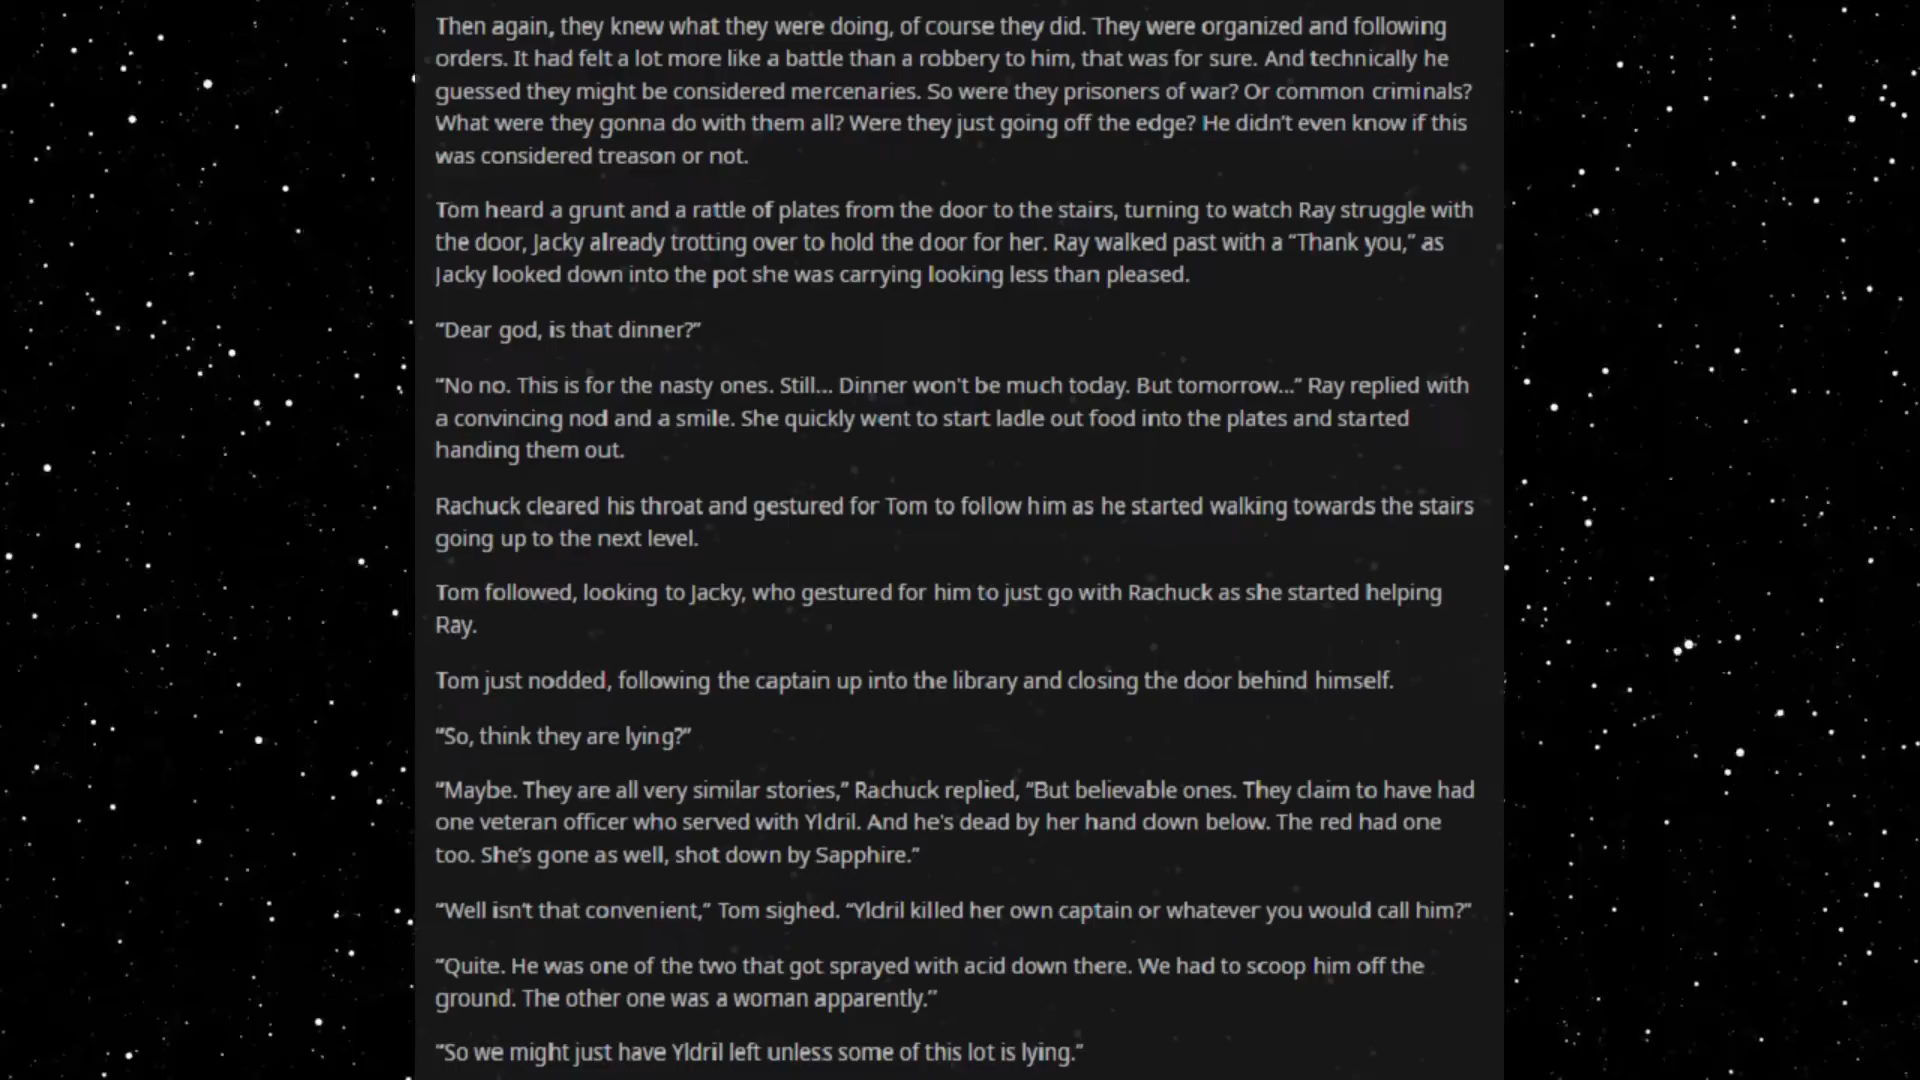 Then again, they knew what they were doing, of course they did. They were organized and following
orders. It had felt a lot more like a battle than a robbery to him, that was for sure. And technically he
guessed they might be considered mercenaries. So were they prisoners of war? Or common criminals?
What were they gonna do with them all? Were they just going off the edge? He didn't even know if this
was considered treason or not.
Tom heard a grunt and a rattle of plates from the door to the stairs, turning to watch Ray struggle with
the door, Jacky already trotting over to hold the door for her. Ray walked past with a “Thank you,” as
Jacky looked down into the pot she was carrying looking less than pleased.
“Dear god, is that dinner?”
“No no. This is for the nasty ones. Still... Dinner won't be much today. But tomorrow...” Ray replied with
a convincing nod and a smile. She quickly went to start ladle out food into the plates and started
handing them out.
Rachuck cleared his throat and gestured for Tom to follow him as he started walking towards the stairs
going up to the next level.
Tom followed, looking to Jacky, who gestured for him to just go with Rachuck as she started helping
Ray.
Tom just nodded, following the captain up into the library and closing the door behind himself.
“So, think they are lying?”
“Maybe. They are all very similar stories,” Rachuck replied, “But believable ones. They claim to have had
one veteran officer who served with Yldril. And he's dead by her hand down below. The red had one
too. She's gone as well, shot down by Sapphire.”
“Well isn't that convenient,” Tom sighed. “Yldril killed her own captain or whatever you would call him?”
“Quite. He was one of the two that got sprayed with acid down there. We had to scoop him off the
ground. The other one was a woman apparently.”
“So we might just have Yldril left unless some of this lot is lying.”